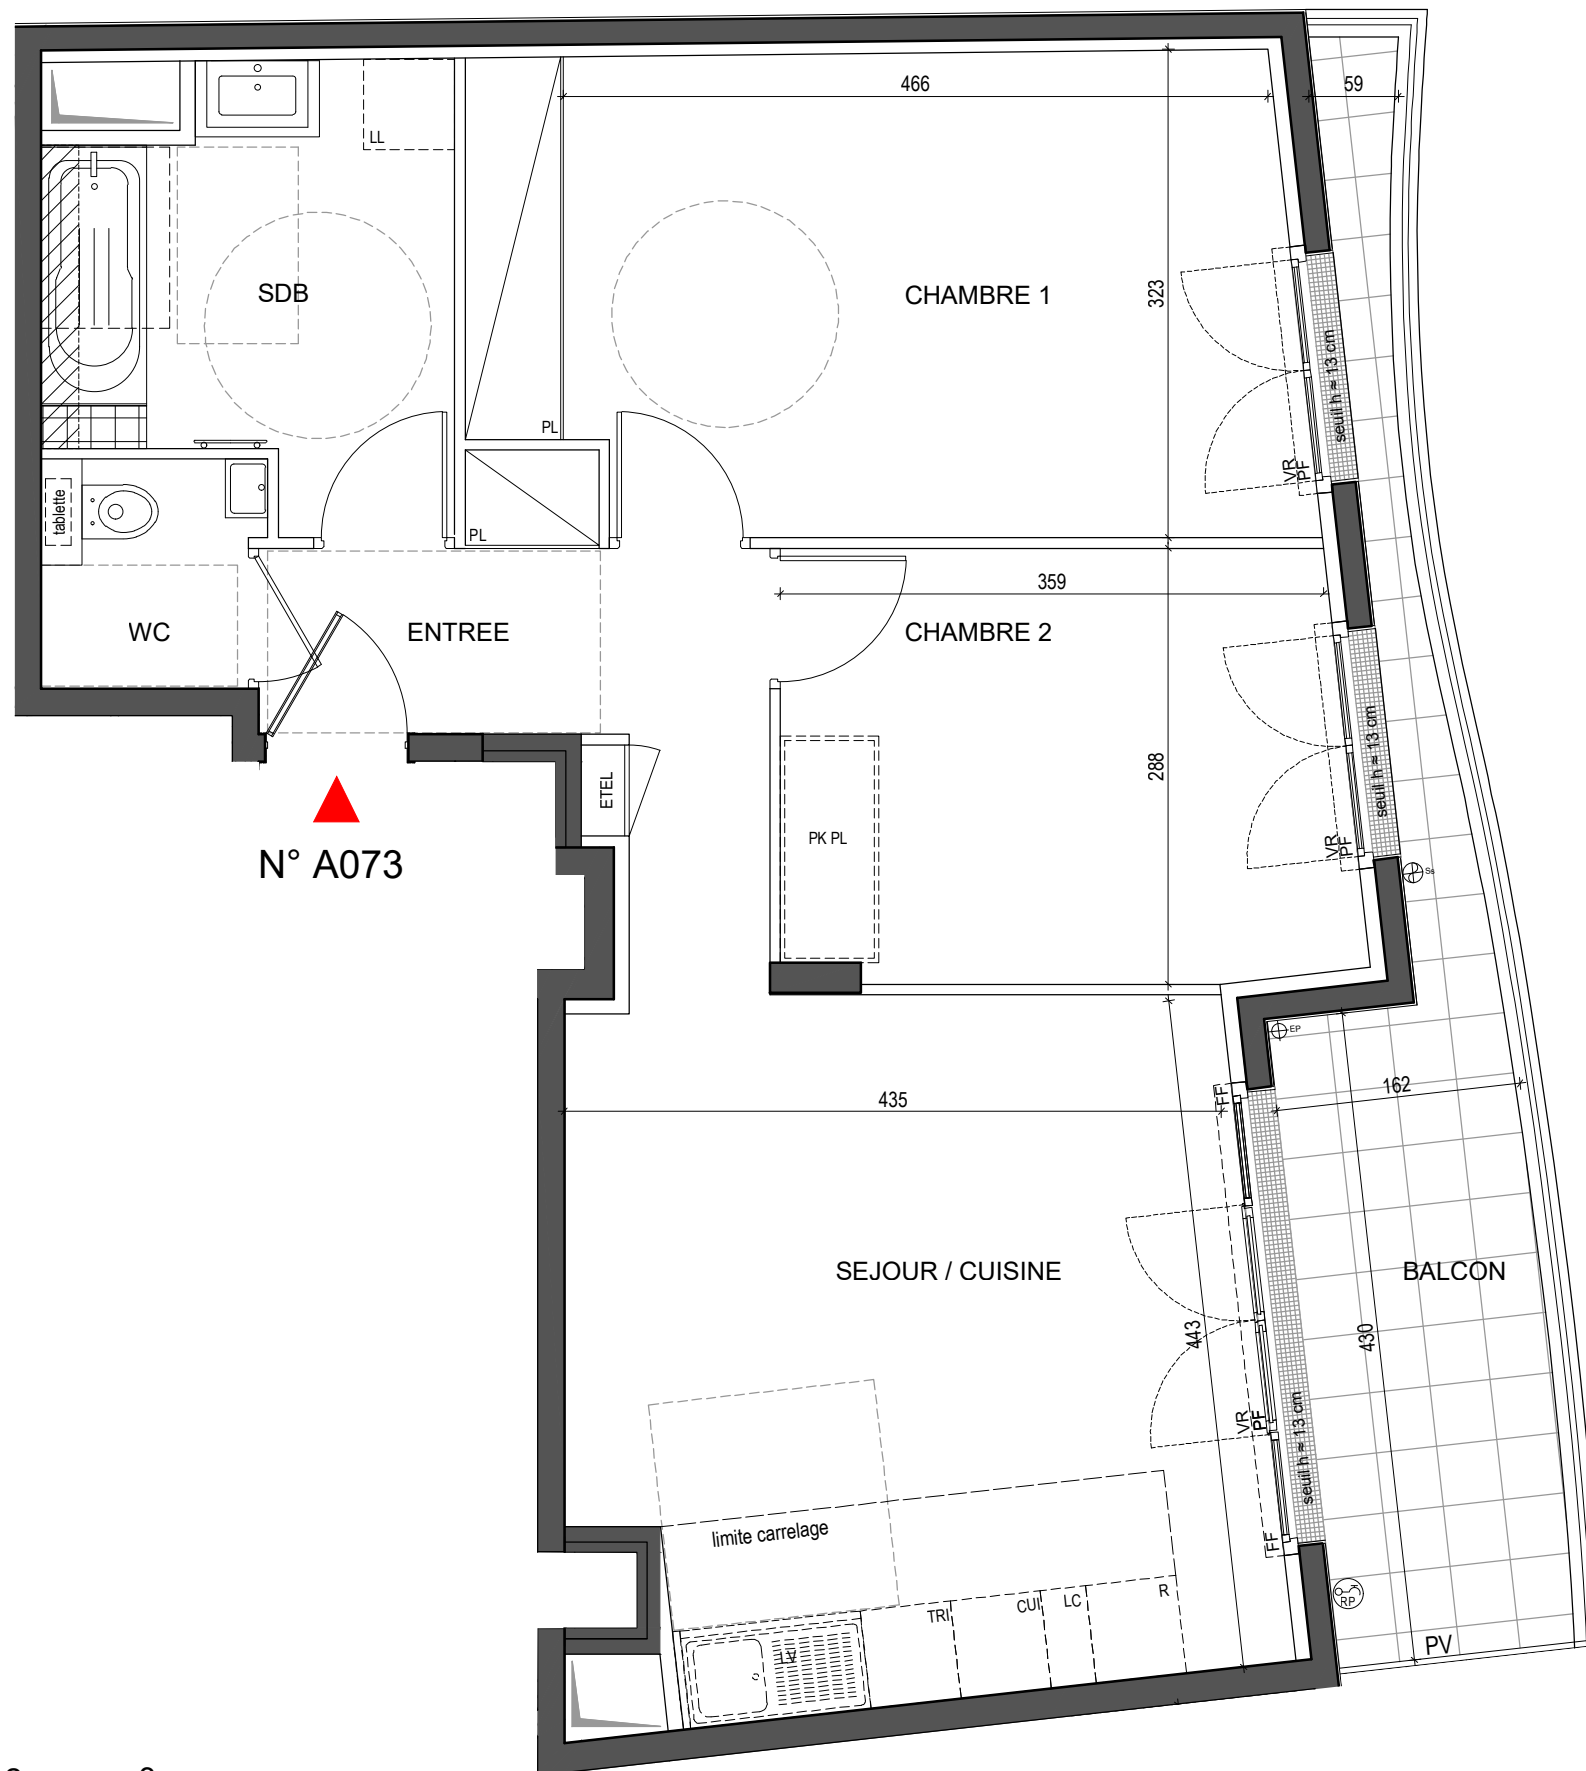 466
59
LL
SDB
CHAMBRE 1
323
seuil h ≈ 13 cm
VR
PF
PL
PL
tablette
WC
ENTREE
359
CHAMBRE 2
288
seuil h ≈ 13 cm
VR
PF
ETEL
PK PL
N° A073
Ss
EP
435
FF
162
SEJOUR / CUISINE
BALCON
443
430
VR
PF
seuil h ≈ 13 cm
FF
limite carrelage
TRI
CUI
LC
R
LV
RP
PV